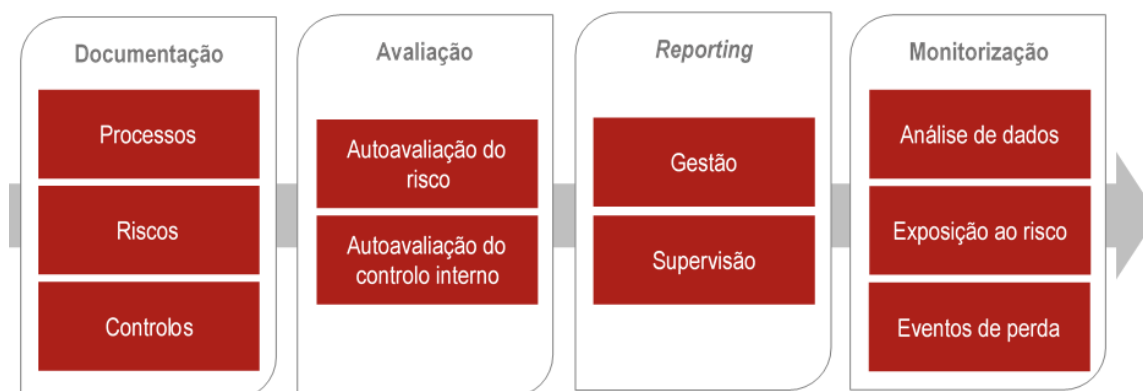 Documentação
Processos
Riscos
Controlos
Avaliação
Autoavaliação do
risco
Autoavaliação do
controlo interno
Reporting
Gestão
Supervisão
Monitorização
Análise de dados
Exposição ao risco
Eventos de perda